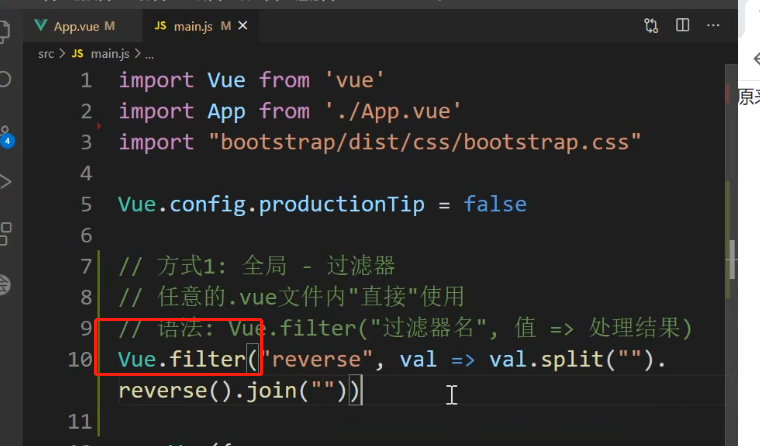 App.vue M
JS main.js M ×
src > JS main.js > ...
原来
4
1 import Vue from 'vue'
2 import App from './App.vue'
3 import "bootstrap/dist/css/bootstrap.css"
4
5 Vue.config.productionTip = false
6
7 // 方式1: 全局 - 过滤器
8 // 任意的.vue文件内"直接"使用
9 // 语法: Vue.filter("过滤器名", 值 => 处理结果)
10 Vue.filter("reverse", val => val.split("").
reverse().join(""))
11